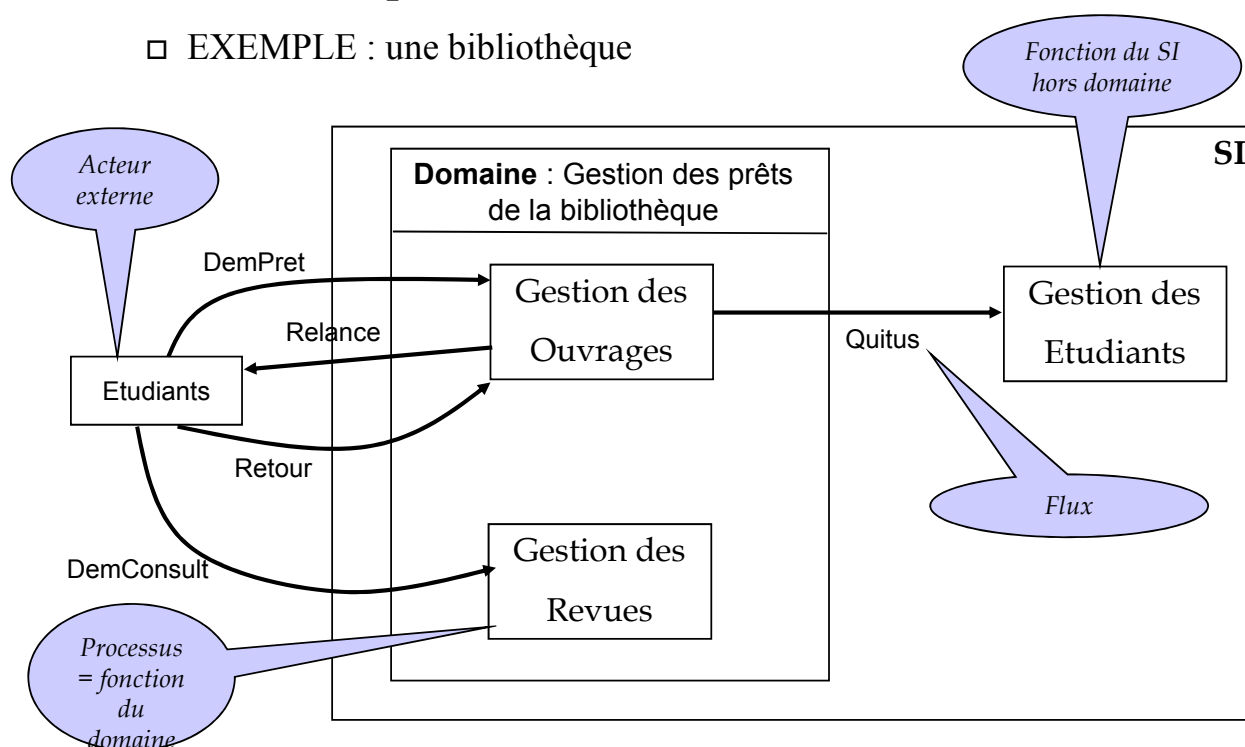 EXEMPLE : une bibliothèque
Fonction du SI
hors domaine
SI
Acteur
externe
Domaine : Gestion des prêts
de la bibliothèque
DemPret
Gestion des
Ouvrages
Relance
Quitus
Gestion des
Etudiants
Etudiants
Retour
Flux
DemConsult
Gestion des
Revues
Processus
= fonction
du
domaine